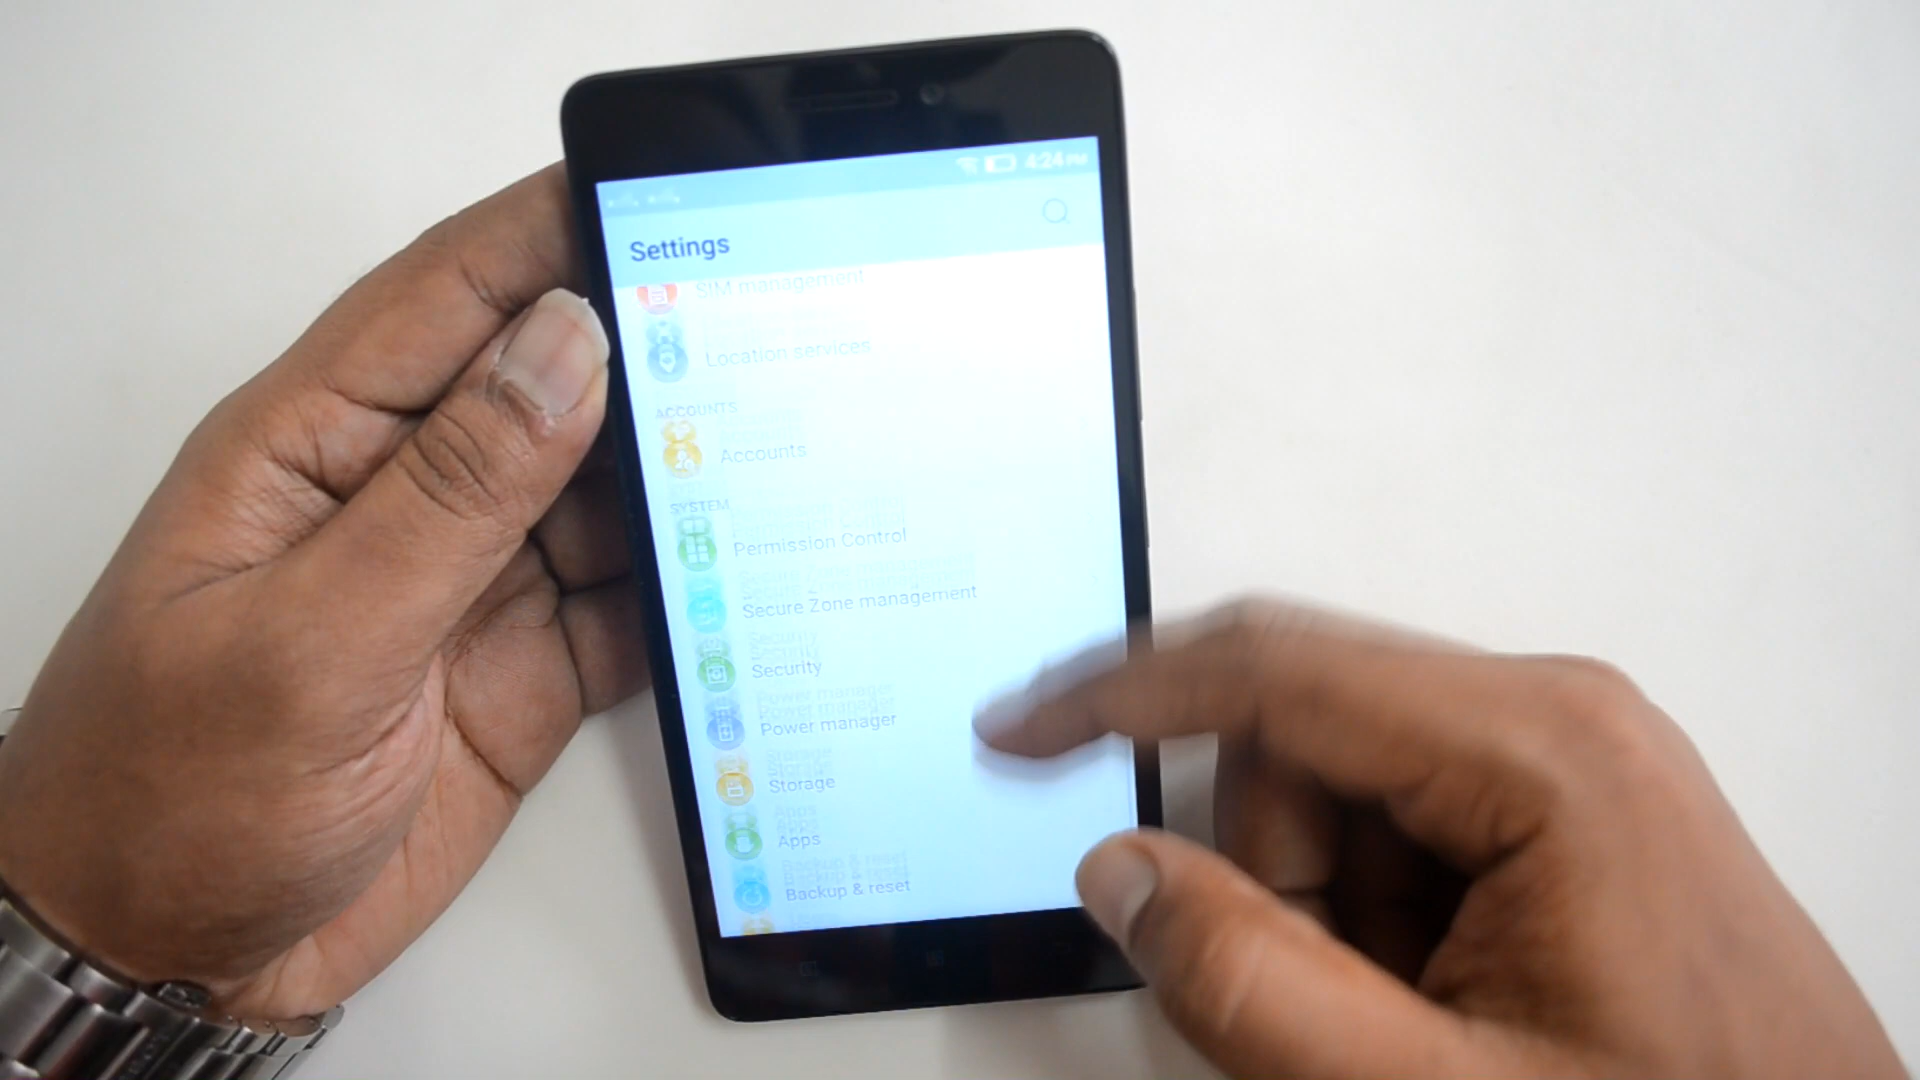 4:24 PM
Settings
SIM management
Location services
ACCOUNTS
Accounts
SYSTEM
Permission Control
Secure Zone management
Security
Power manager
Storage
Apps
Backup & reset